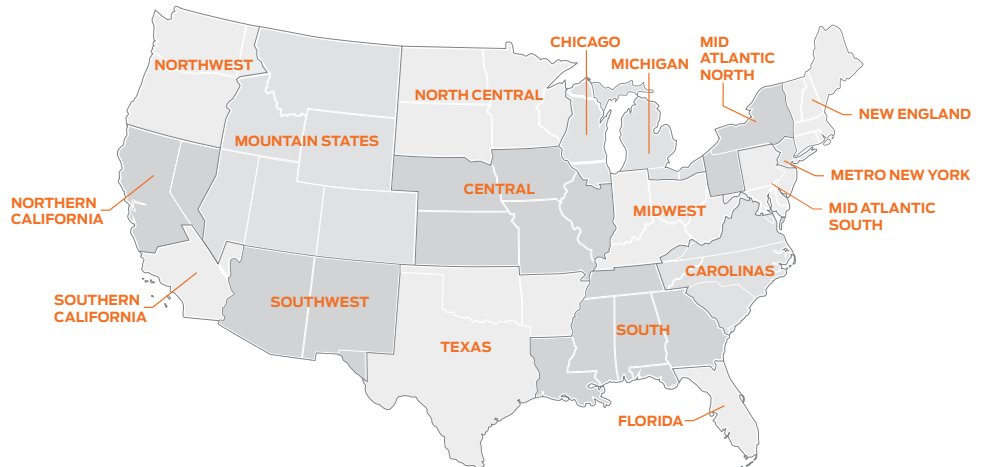 CHICAGO
MID
ATLANTIC
NORTH
MICHIGAN
NORTHWEST
NORTH CENTRAL
NEW ENGLAND
MOUNTAIN STATES
METRO NEW YORK
CENTRAL
NORTHERN
CALIFORNIA
MIDWEST
MID ATLANTIC
SOUTH
CAROLINAS
SOUTHERN
CALIFORNIA
SOUTHWEST
SOUTH
TEXAS
FLORIDA